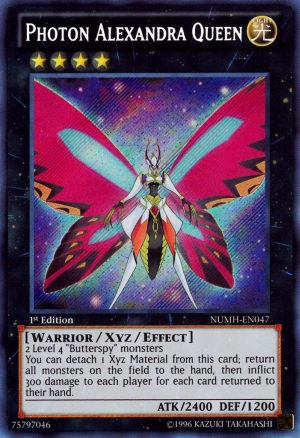 PHOTON ALEXANDRA QUEEN
LIGHT
光
1st Edition
NUMH-EN047
[WARRIOR / XYZ / EFFECT]
2 Level 4 "Butterspy" monsters
You can detach 1 Xyz Material from this card; return
all monsters on the field to the hand, then inflict
300 damage to each player for each card returned to
their hand.
ATK/2400 DEF/1200
75797046
©1996 KAZUKI TAKAHASHI